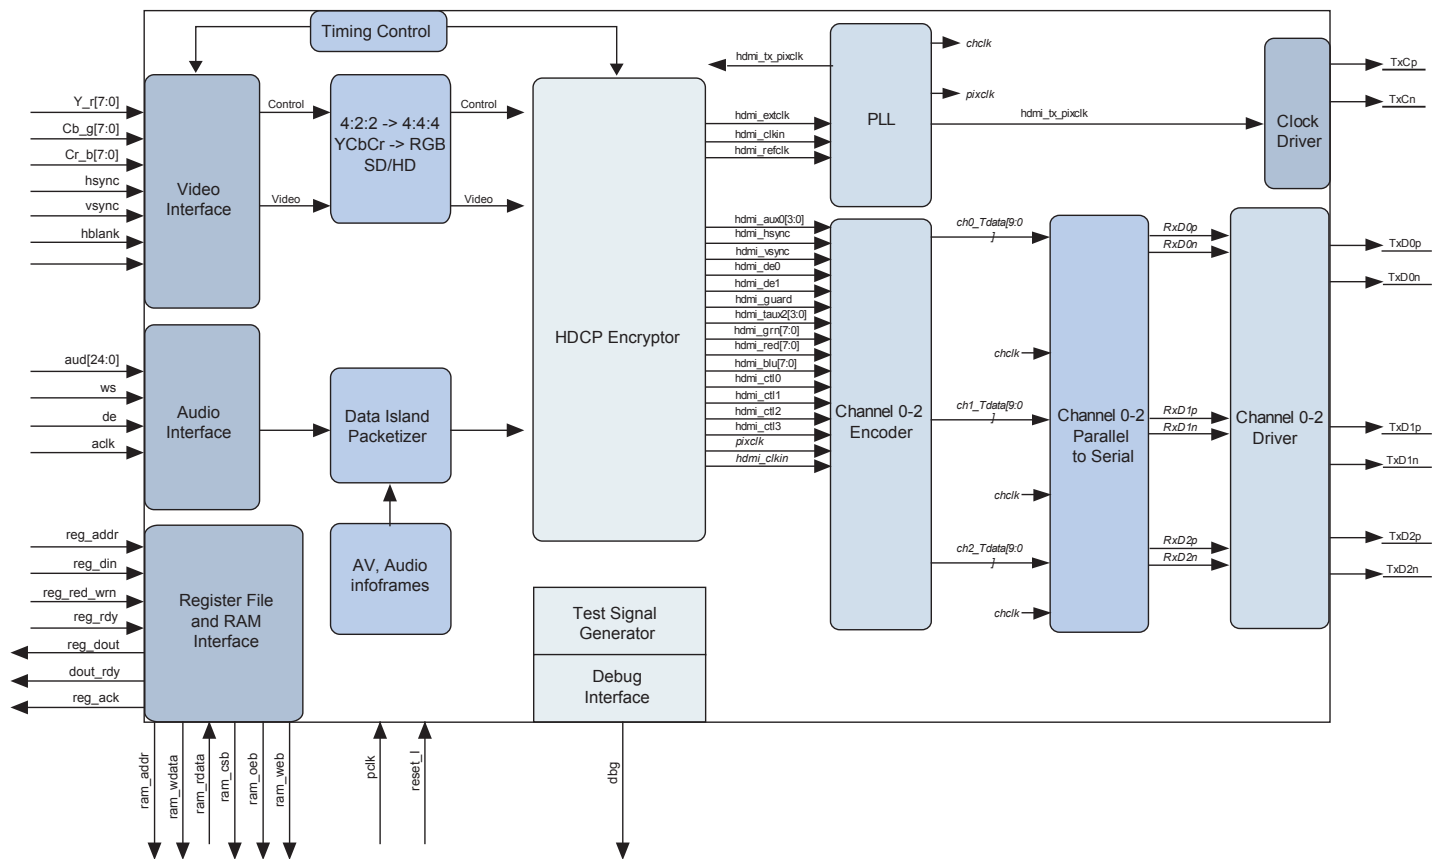 Timing Control
Y_r[7:0]
Cb_g[7:0]
Cr_b[7:0]
hsync
vsync
hblank
Video
Interface
Control
Video
4:2:2 -> 4:4:4
YCbCr -> RGB
SD/HD
Control
Video
aud[24:0]
ws
de
aclk
Audio
Interface
Data Island
Packetizer
AV, Audio
infoframes
reg_addr
reg_din
reg_red_wrn
reg_rdy
reg_dout
dout_rdy
reg_ack
Register File
and RAM
Interface
ram_addr
ram_wdata
ram_rdata
ram_csb
ram_oeb
ram_web
pclk
reset_l
HDCP Encryptor
Test Signal
Generator
Debug
Interface
dbg
hdmi_tx_pixclk
hdmi_extclk
hdmi_clkin
hdmi_refclk
PLL
chclk
pixclk
hdmi_tx_pixclk
Clock
Driver
TxCp
TxCn
hdmi_aux0[3:0]
hdmi_hsync
hdmi_vsync
hdmi_de0
hdmi_de1
hdmi_guard
hdmi_taux2[3:0]
hdmi_grn[7:0]
hdmi_red[7:0]
hdmi_blu[7:0]
hdmi_ctl0
hdmi_ctl1
hdmi_ctl2
hdmi_ctl3
pixclk
hdmi_clkin
Channel 0-2
Encoder
ch0_Tdata[9:0
]
chclk
ch1_Tdata[9:0
]
chclk
ch2_Tdata[9:0
]
chclk
Channel 0-2
Parallel
to Serial
RxD0p
RxD0n
RxD1p
RxD1n
RxD2p
RxD2n
Channel 0-2
Driver
TxD0p
TxD0n
TxD1p
TxD1n
TxD2p
TxD2n